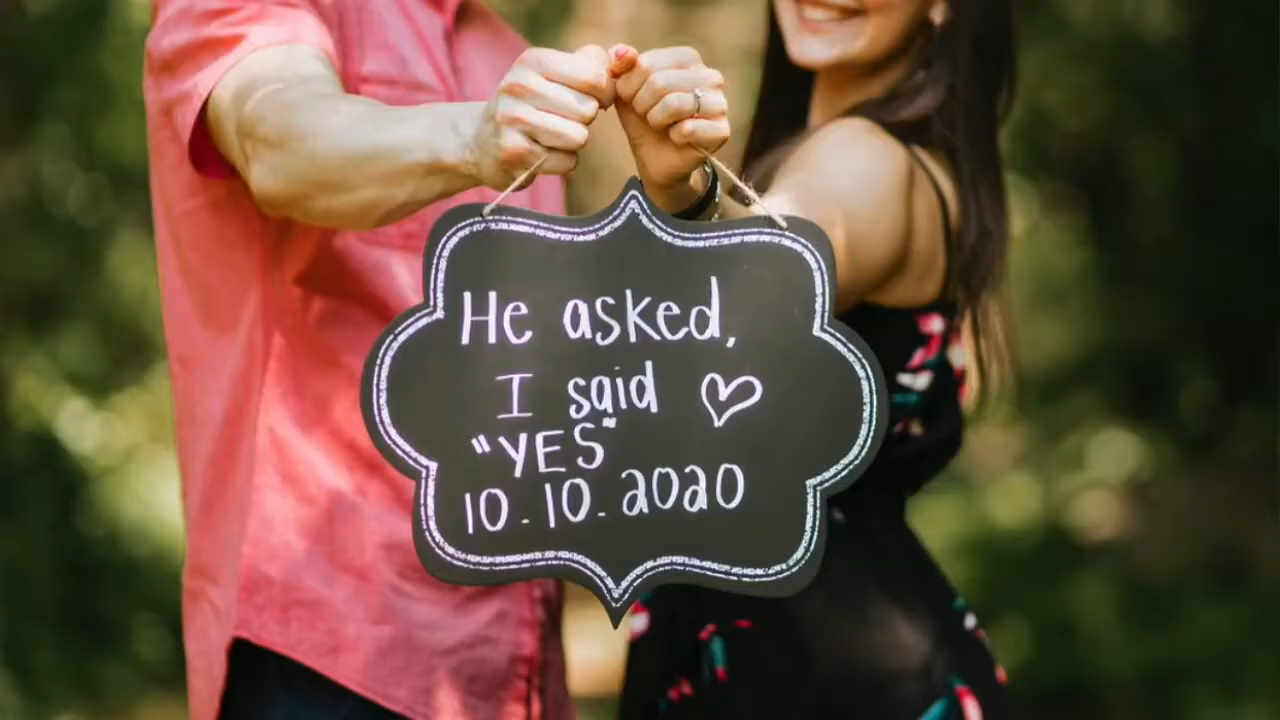 He asked,
I said ♡
"YES"
10.10.2020